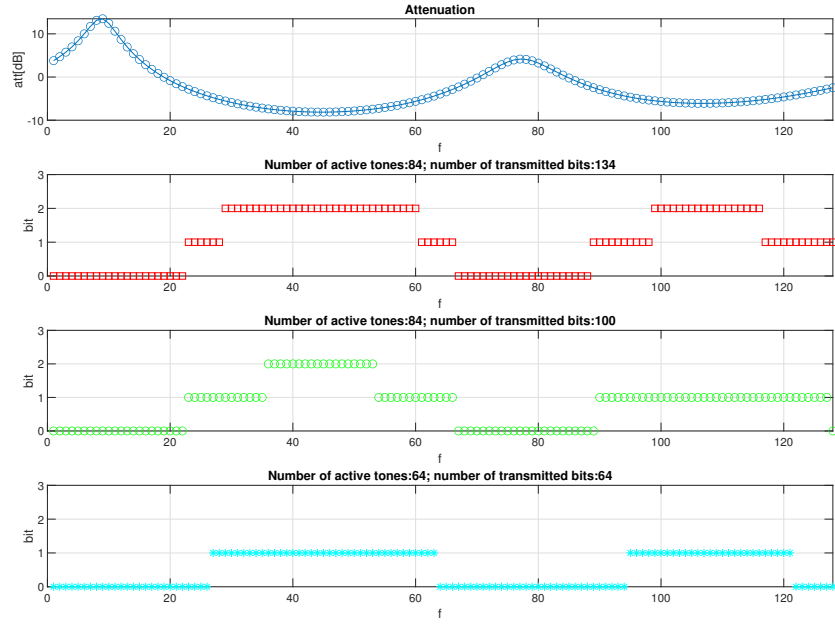 Attenuation
10
0
-10
att[dB]
0 20 40 60 80 100 120
f
Number of active tones:84; number of transmitted bits:134
3
2
1
0
bit
0 20 40 60 80 100 120
f
Number of active tones:84; number of transmitted bits:100
3
2
1
0
bit
0 20 40 60 80 100 120
f
Number of active tones:64; number of transmitted bits:64
3
2
1
0
bit
0 20 40 60 80 100 120
f